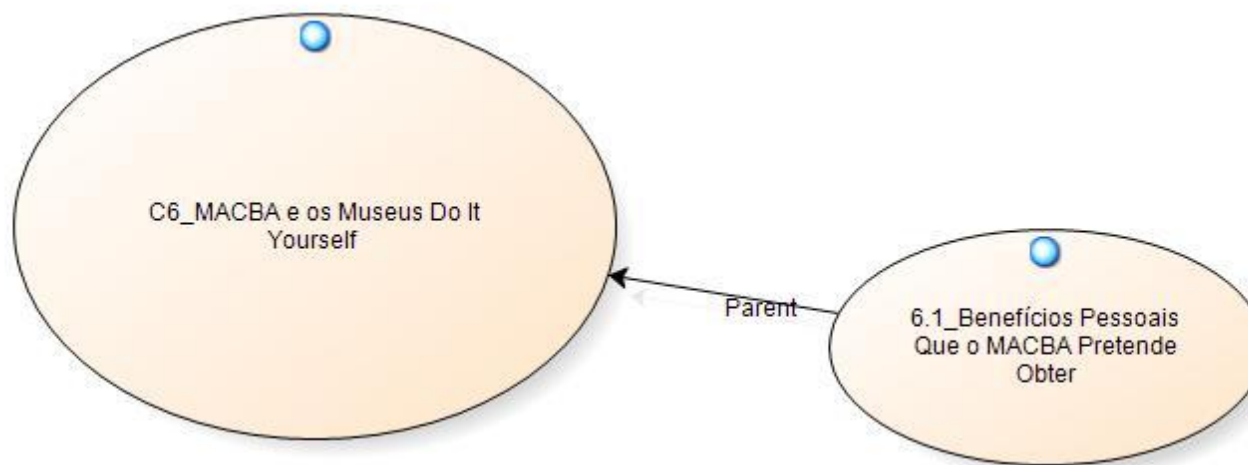 C6_MACBA e os Museus Do It
Yourself
Parent
6.1_Benefícios Pessoais
Que o MACBA Pretende
Obter